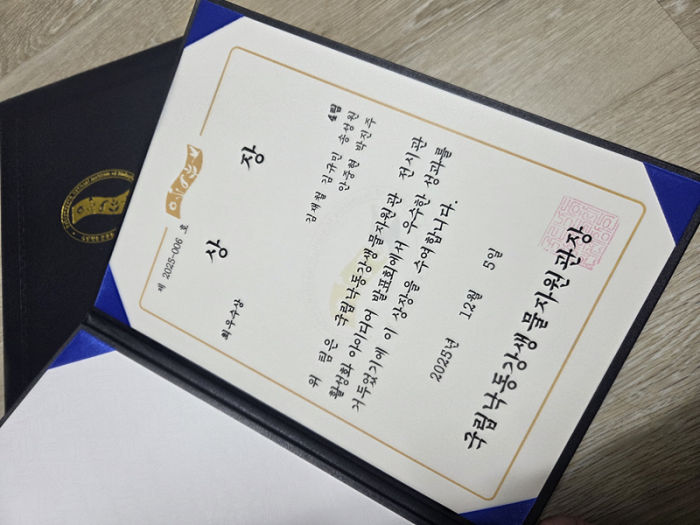 제 2025-006 호
상 장
최우수상
4팀
김재철 김규민 송성원
안중현 박진주
위 팀은 국립낙동강생물자원관 전시관
활성화 아이디어 발표회에서 우수한 성과를
거두었기에 이 상장을 수여합니다.
2025년 12월 5일
국립낙동강생물자원관장